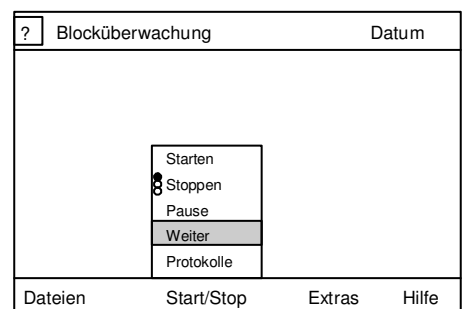 ? Blocküberwachung Datum
Starten
Stoppen
Pause
Weiter
Protokolle
Dateien Start/Stop Extras Hilfe